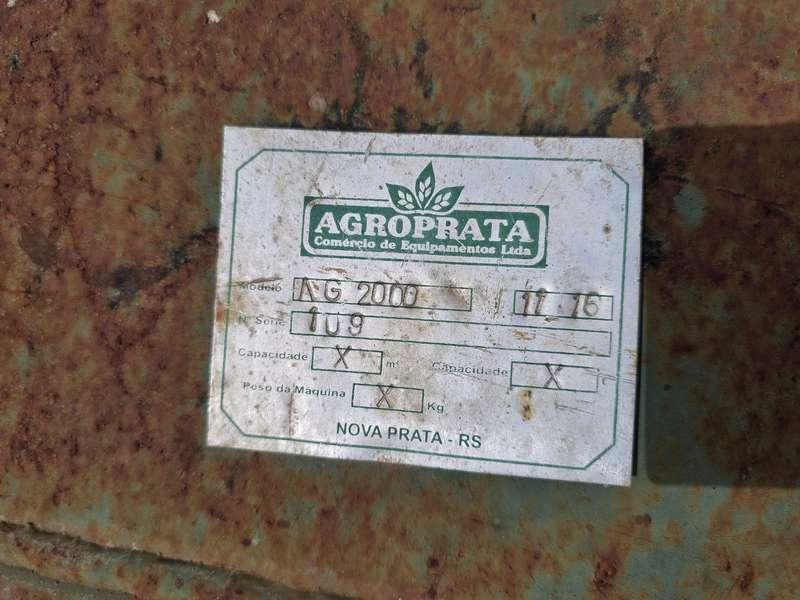 AGROPRATA
Comércio de Equipamentos Ltda
Modelo AG 2000 11 16
Nº Série 109
Capacidade X m³ Capacidade X
Peso da Máquina X Kg
NOVA PRATA - RS